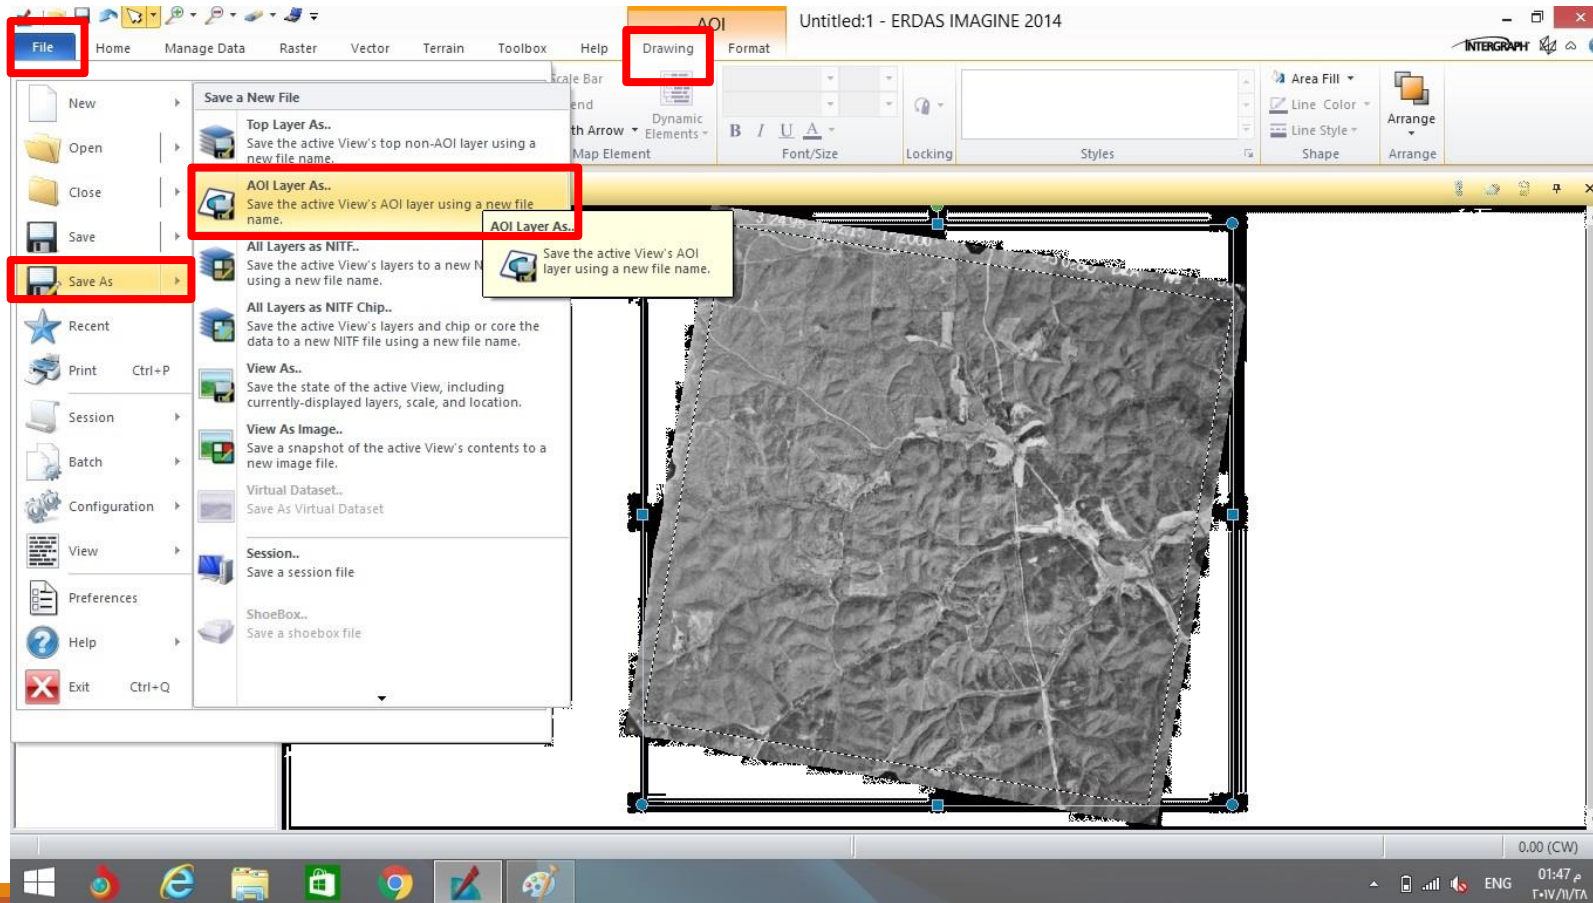 AOI
Untitled:1 - ERDAS IMAGINE 2014
File Home Manage Data Raster Vector Terrain Toolbox Help Drawing Format
INTERGRAPH
Scale Bar
end
th Arrow
Dynamic
Elements
Map Element
B I U A
Font/Size
Locking
Styles
Area Fill
Line Color
Line Style
Shape
Arrange
Arrange
New
Open
Close
Save
Save As
Recent
Print Ctrl+P
Session
Batch
Configuration
View
Preferences
Help
Exit Ctrl+Q
Save a New File
Top Layer As..
Save the active View's top non-AOI layer using a
new file name.
AOI Layer As..
Save the active View's AOI layer using a new file
name.
All Layers as NITF..
Save the active View's layers to a new N
using a new file name.
All Layers as NITF Chip..
Save the active View's layers and chip or core the
data to a new NITF file using a new file name.
View As..
Save the state of the active View, including
currently-displayed layers, scale, and location.
View As Image..
Save a snapshot of the active View's contents to a
new image file.
Virtual Dataset..
Save As Virtual Dataset
Session..
Save a session file
ShoeBox..
Save a shoebox file
AOI Layer As..
Save the active View's AOI
layer using a new file name.
0.00 (CW)
ENG
01:47 م
٢٠١٧/١١/٢٨